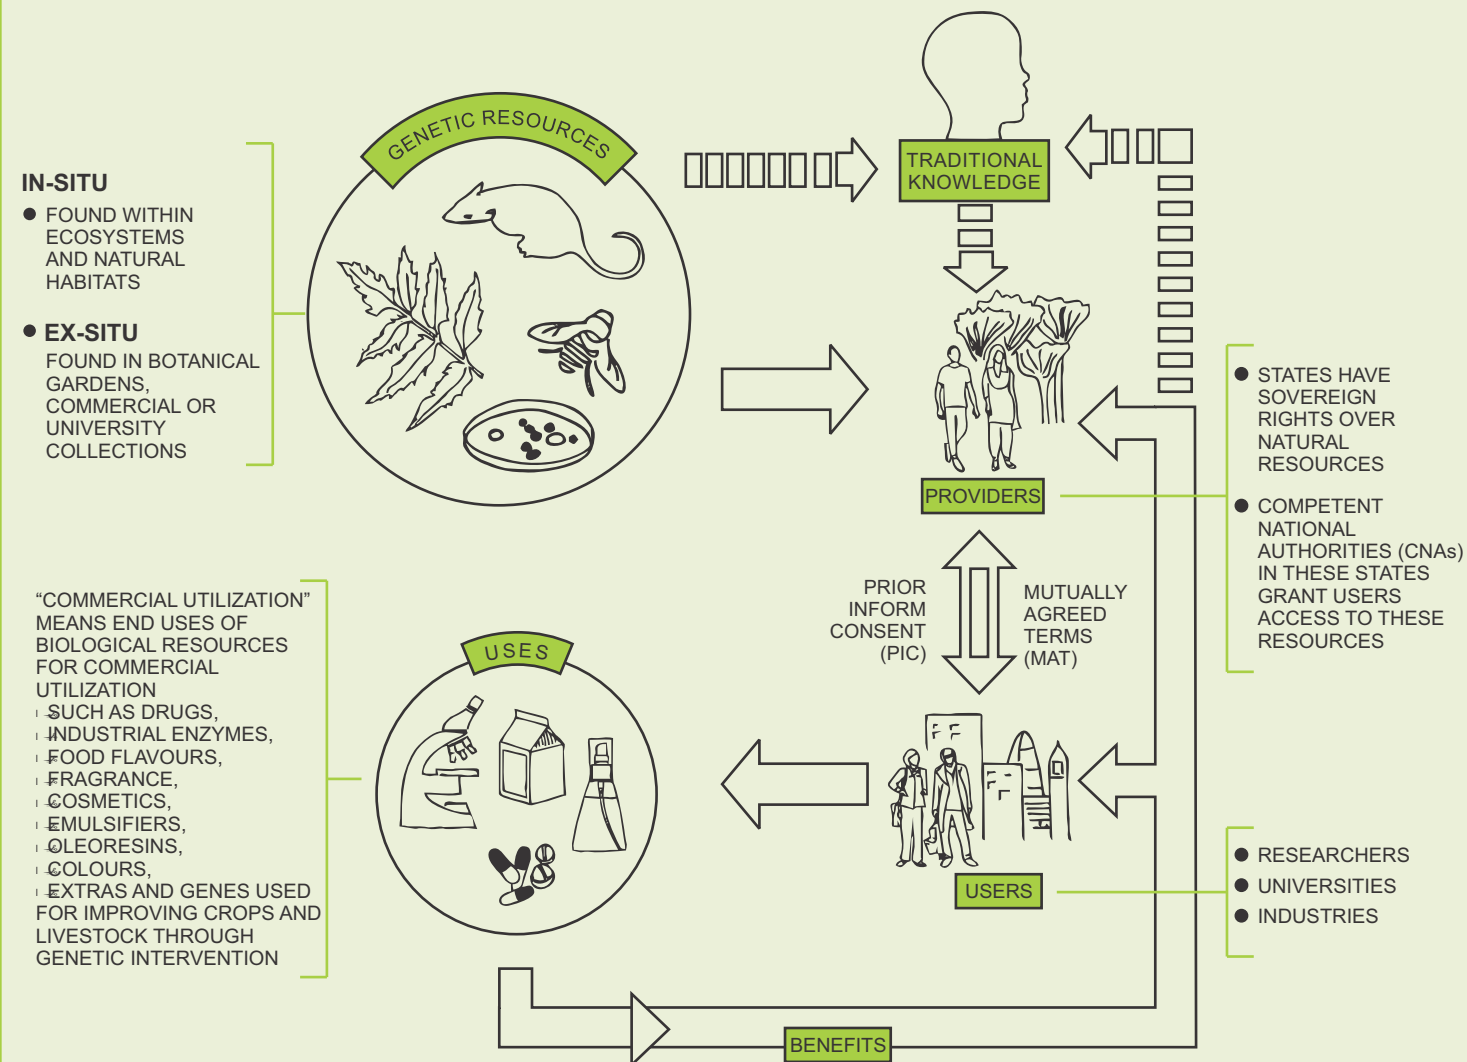 GENETIC RESOURCES
IN-SITU
● FOUND WITHIN
ECOSYSTEMS
AND NATURAL
HABITATS
● EX-SITU
FOUND IN BOTANICAL
GARDENS,
COMMERCIAL OR
UNIVERSITY
COLLECTIONS
TRADITIONAL
KNOWLEDGE
PROVIDERS
● STATES HAVE
SOVEREIGN
RIGHTS OVER
NATURAL
RESOURCES
● COMPETENT
NATIONAL
AUTHORITIES (CNAs)
IN THESE STATES
GRANT USERS
ACCESS TO THESE
RESOURCES
PRIOR
INFORM
CONSENT
(PIC)
MUTUALLY
AGREED
TERMS
(MAT)
USES
“COMMERCIAL UTILIZATION”
MEANS END USES OF
BIOLOGICAL RESOURCES
FOR COMMERCIAL
UTILIZATION
SUCH AS DRUGS,
INDUSTRIAL ENZYMES,
FOOD FLAVOURS,
FRAGRANCE,
COSMETICS,
EMULSIFIERS,
OLEORESINS,
COLOURS,
EXTRAS AND GENES USED
FOR IMPROVING CROPS AND
LIVESTOCK THROUGH
GENETIC INTERVENTION
USERS
● RESEARCHERS
● UNIVERSITIES
● INDUSTRIES
BENEFITS